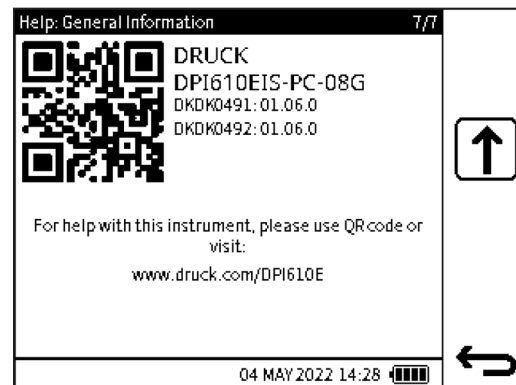 Help: General Information 7/7
DRUCK
DPI610EIS-PC-08G
DKDK0491: 01.06.0
DKDK0492: 01.06.0
For help with this instrument, please use QR code or
visit:
www.druck.com/DPI610E
04 MAY 2022 14:28